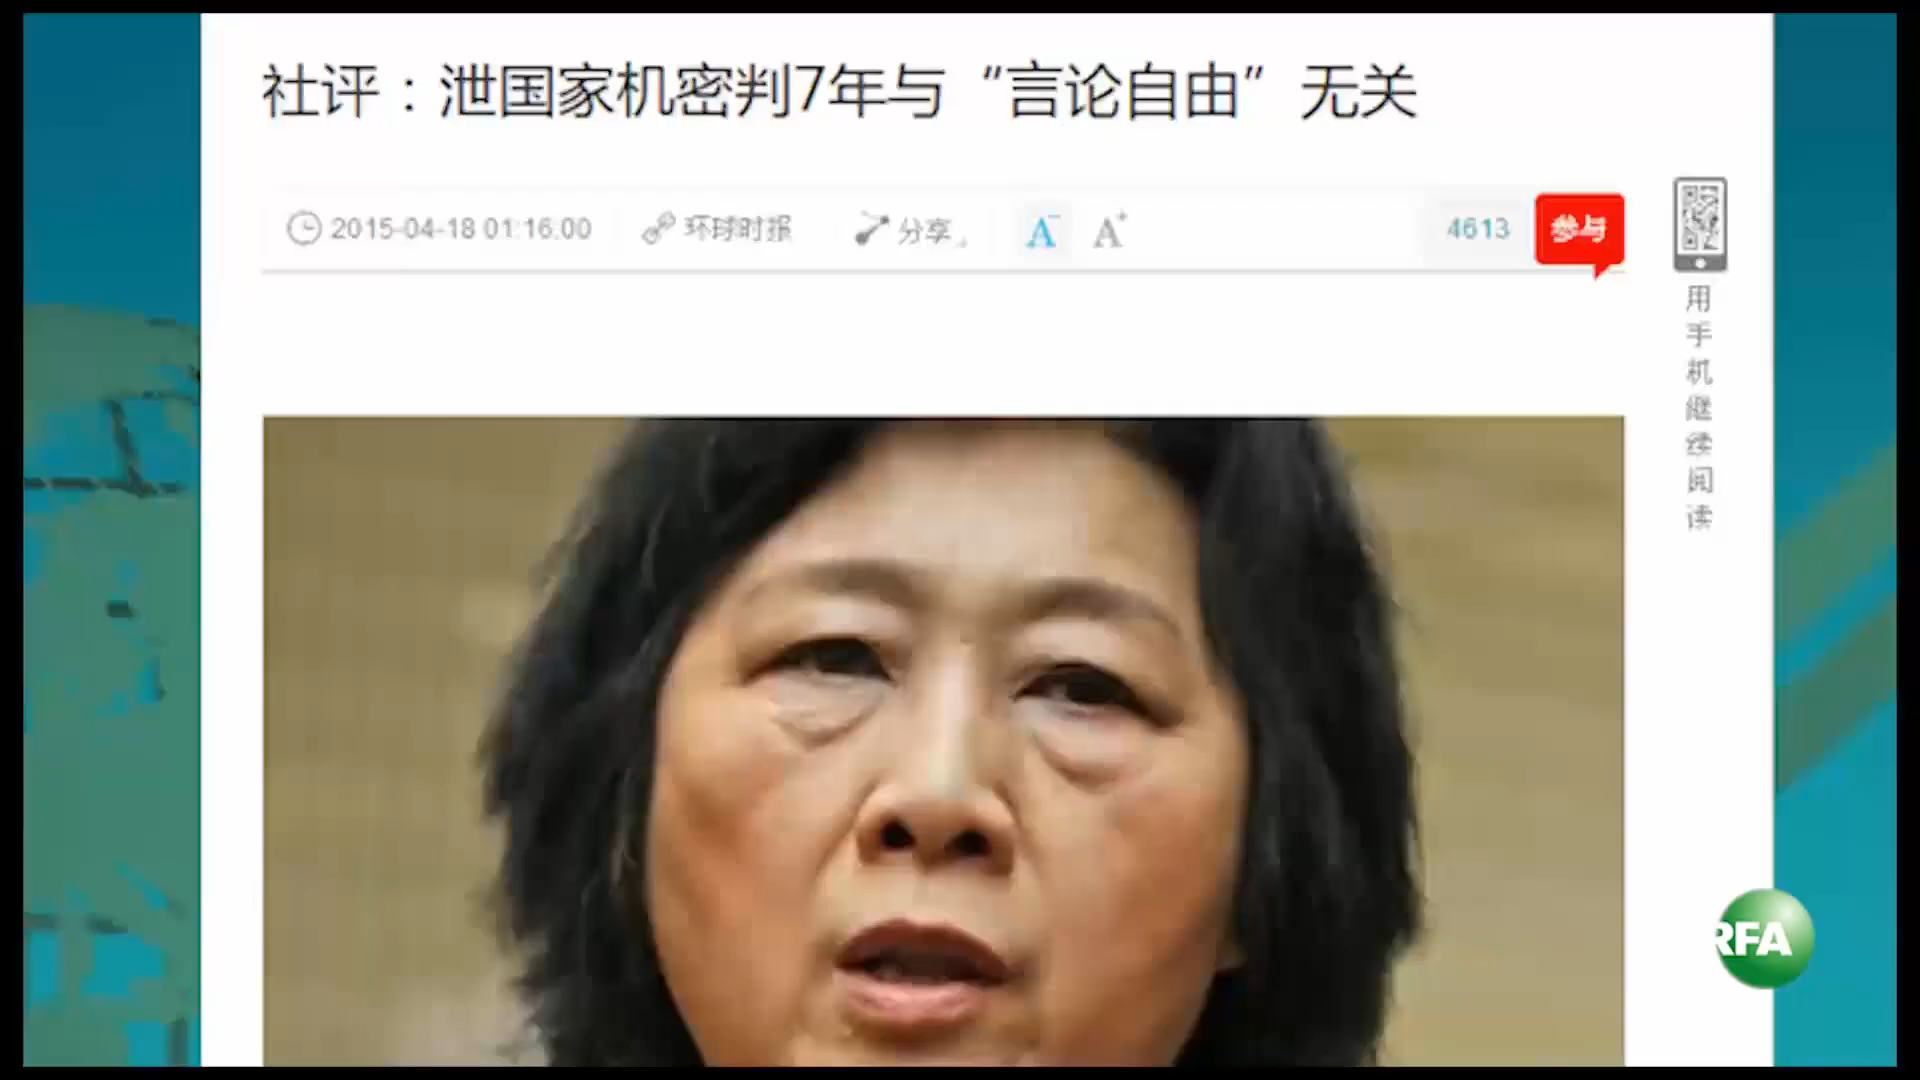 社评：泄国家机密判7年与“言论自由”无关
2015-04-18 01:16:00 环球时报 分享 A- A+ 4613 参与
用手机继续阅读
RFA